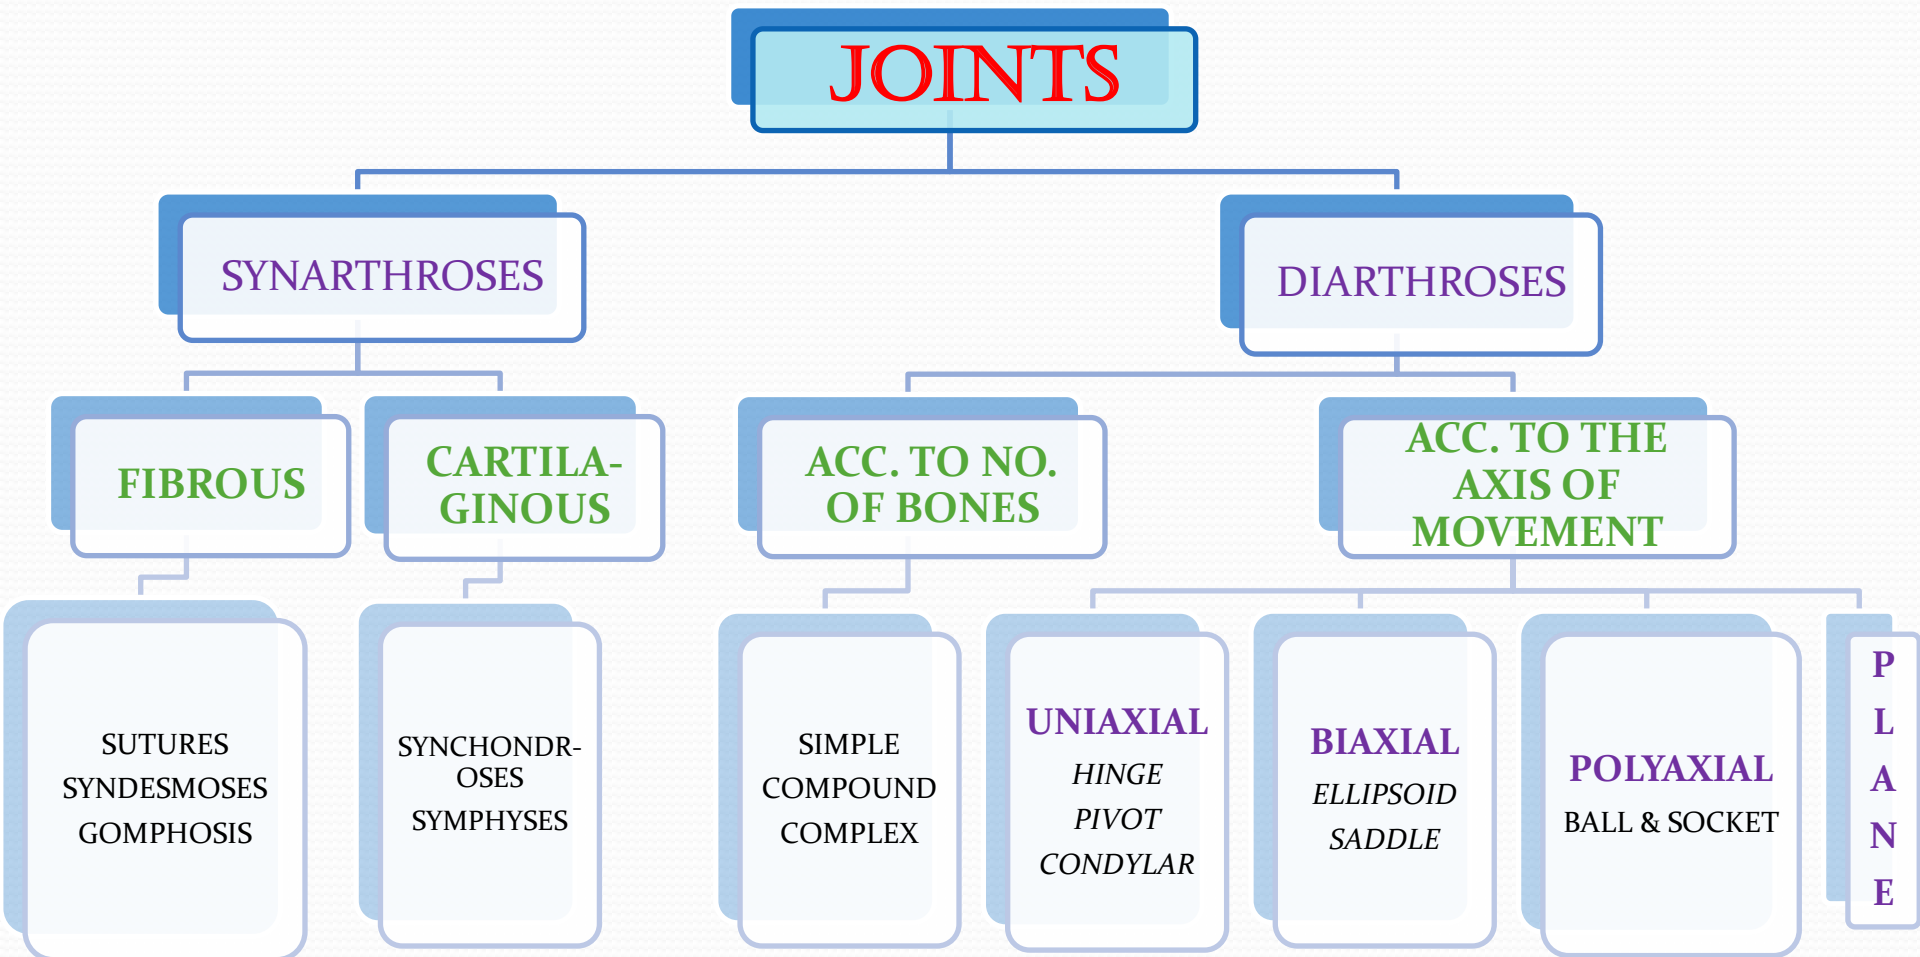 JOINTS
SYNARTHROSES
DIARTHROSES
FIBROUS
CARTILA-
GINOUS
ACC. TO NO.
OF BONES
ACC. TO THE
AXIS OF
MOVEMENT
SUTURES
SYNDESMOSES
GOMPHOSIS
SYNCHONDR-
OSES
SYMPHYSES
SIMPLE
COMPOUND
COMPLEX
UNIAXIAL
HINGE
PIVOT
CONDYLAR
BIAXIAL
ELLIPSOID
SADDLE
POLYAXIAL
BALL & SOCKET
P
L
A
N
E